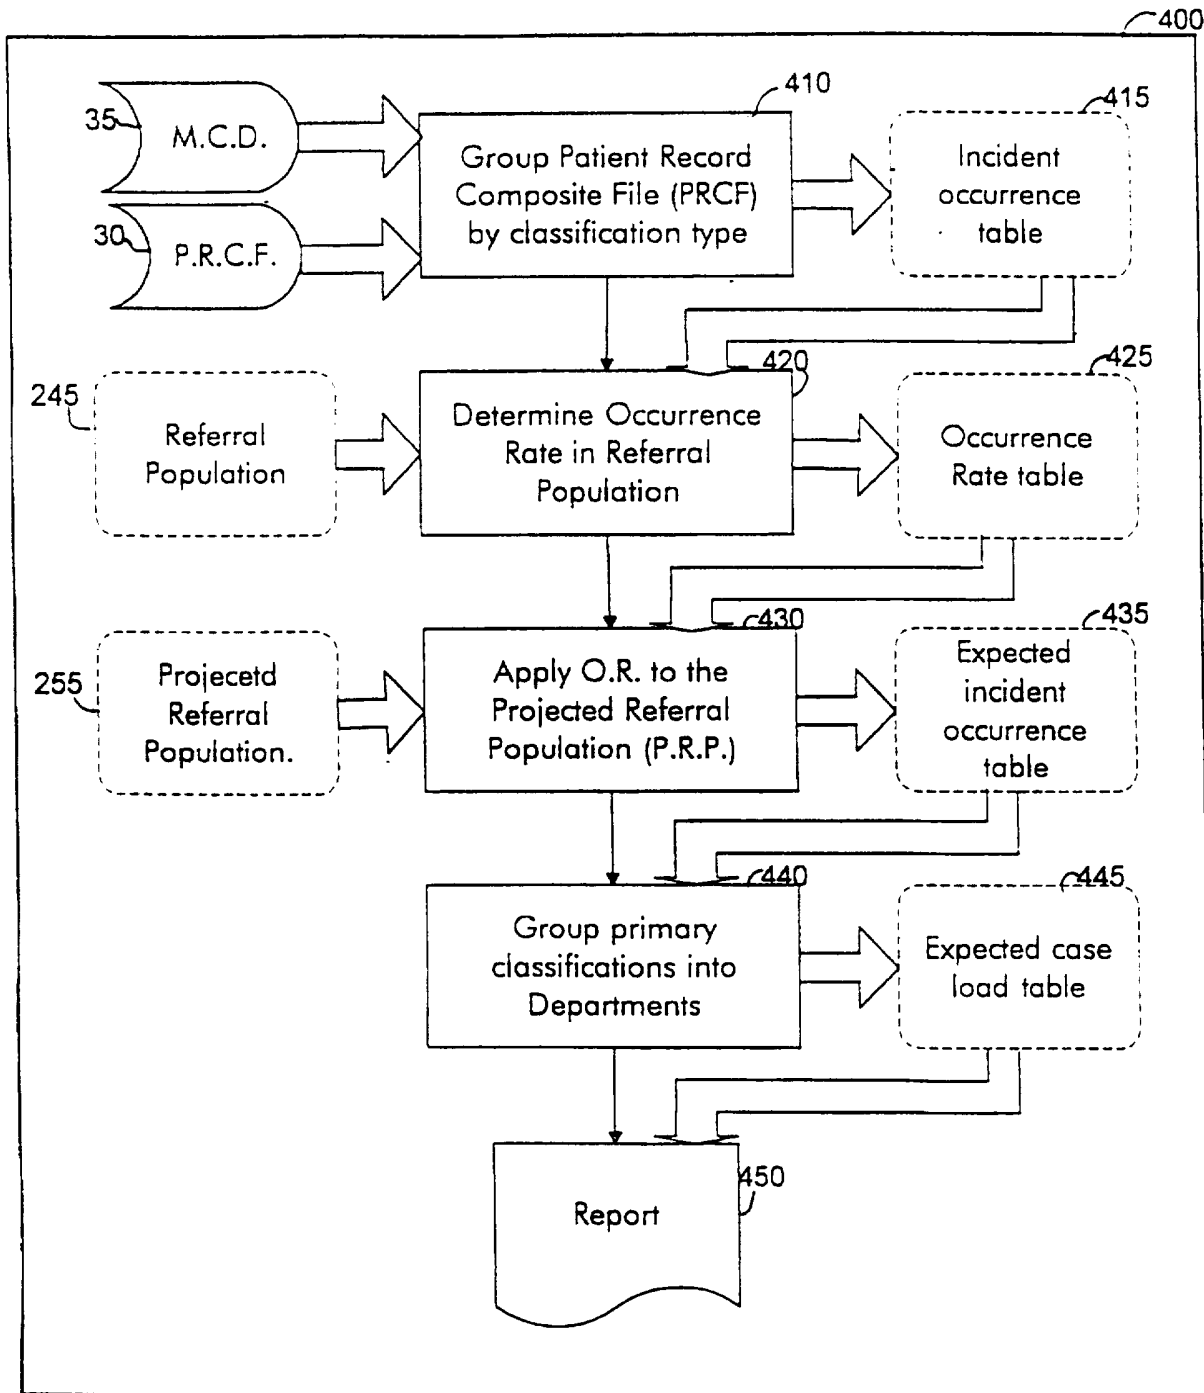 400
35
M.C.D.
410
Group Patient Record
Composite File (PRCF)
by classification type
415
Incident
occurrence
table
30
P.R.C.F.
245
Referral
Population
420
Determine Occurrence
Rate in Referral
Population
425
Occurrence
Rate table
255
Projecetd
Referral
Population.
430
Apply O.R. to the
Projected Referral
Population (P.R.P.)
435
Expected
incident
occurrence
table
440
Group primary
classifications into
Departments
445
Expected case
load table
450
Report